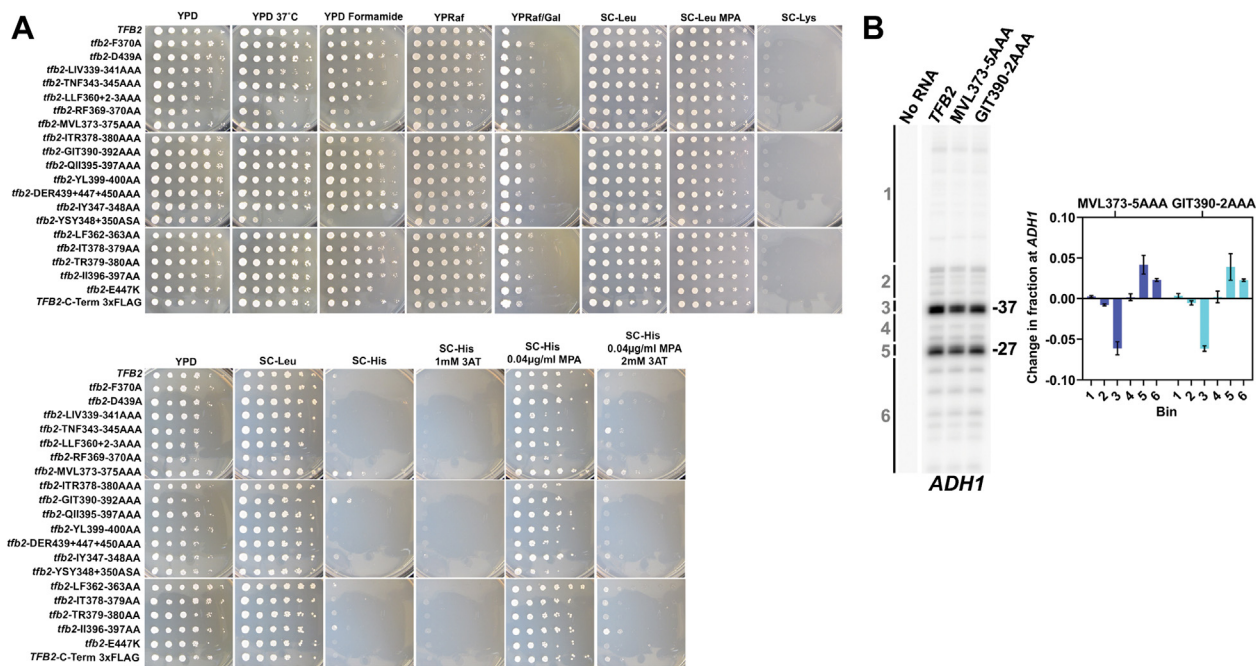 A
YPD YPD 37˚C YPD Formamide YPRaf YPRaf/Gal SC-Leu SC-Leu MPA SC-Lys
TFB2
tfb2-F370A
tfb2-D439A
tfb2-LIV339-341AAA
tfb2-TNF343-345AAA
tfb2-LLF360+2-3AAA
tfb2-RF369-370AA
tfb2-MVL373-375AAA
tfb2-ITR378-380AAA
tfb2-GIT390-392AAA
tfb2-QII395-397AAA
tfb2-YL399-400AA
tfb2-DER439+447+450AAA
tfb2-IY347-348AA
tfb2-YSY348+350ASA
tfb2-LF362-363AA
tfb2-IT378-379AA
tfb2-TR379-380AA
tfb2-II396-397AA
tfb2-E447K
TFB2-C-Term 3xFLAG
YPD SC-Leu SC-His SC-His 1mM 3AT SC-His 0.04µg/ml MPA SC-His 0.04µg/ml MPA 2mM 3AT
TFB2
tfb2-F370A
tfb2-D439A
tfb2-LIV339-341AAA
tfb2-TNF343-345AAA
tfb2-LLF360+2-3AAA
tfb2-RF369-370AA
tfb2-MVL373-375AAA
tfb2-ITR378-380AAA
tfb2-GIT390-392AAA
tfb2-QII395-397AAA
tfb2-YL399-400AA
tfb2-DER439+447+450AAA
tfb2-IY347-348AA
tfb2-YSY348+350ASA
tfb2-LF362-363AA
tfb2-IT378-379AA
tfb2-TR379-380AA
tfb2-II396-397AA
tfb2-E447K
TFB2-C-Term 3xFLAG
B
No RNA
TFB2
MVL373-5AAA
GIT390-2AAA
1
2
3
4
5
6
-37
-27
ADH1
MVL373-5AAA GIT390-2AAA
Change in fraction at ADH1
0.10
0.05
0.00
-0.05
-0.10
1 2 3 4 5 6 1 2 3 4 5 6
Bin